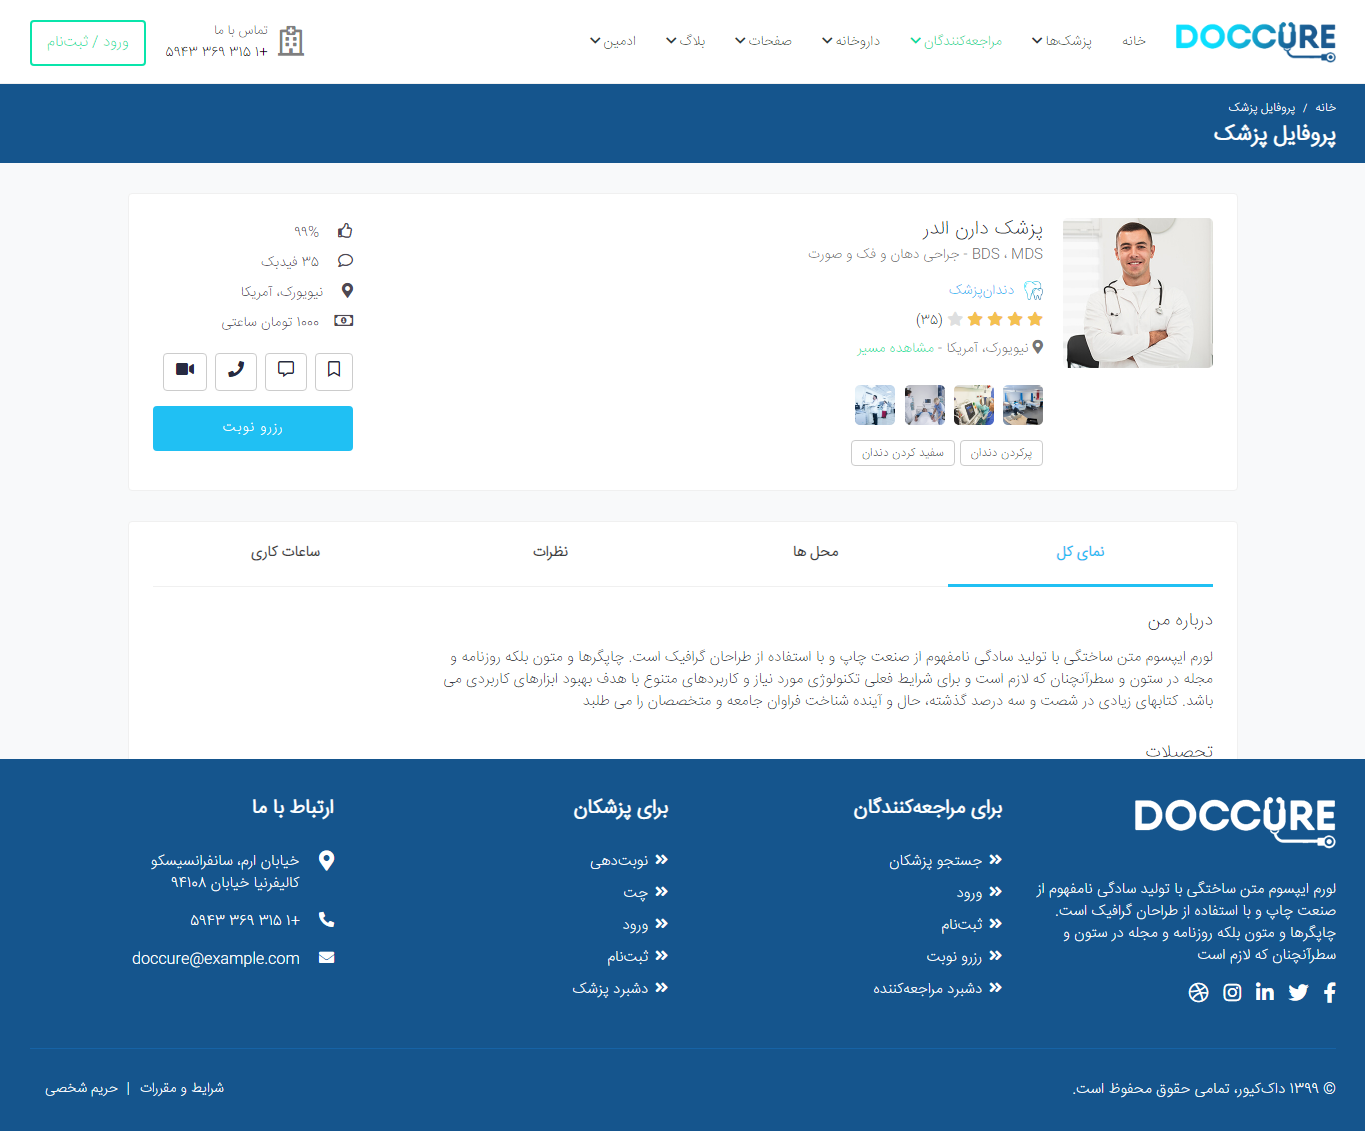 DOCCURE
خانه
پزشک‌ها
مراجعه‌کنندگان
داروخانه
صفحات
بلاگ
ادمین
تماس با ما
+۱ ۳۱۵ ۳۶۹ ۵۹۴۳
ورود / ثبت‌نام
خانه / پروفایل پزشک
پروفایل پزشک
پزشک دارن الدر
BDS ، MDS - جراحی دهان و فک و صورت
دندان‌پزشک
(۳۵)
نیویورک، آمریکا - مشاهده مسیر
پرکردن دندان
سفید کردن دندان
۹۹%
۳۵ فیدبک
نیویورک، آمریکا
۱۰۰۰ تومان ساعتی
رزرو نوبت
نمای کل
محل ها
نظرات
ساعات کاری
درباره من
لورم ایپسوم متن ساختگی با تولید سادگی نامفهوم از صنعت چاپ و با استفاده از طراحان گرافیک است. چاپگرها و متون بلکه روزنامه و
مجله در ستون و سطرآنچنان که لازم است و برای شرایط فعلی تکنولوژی مورد نیاز و کاربردهای متنوع با هدف بهبود ابزارهای کاربردی می
باشد. کتابهای زیادی در شصت و سه درصد گذشته، حال و آینده شناخت فراوان جامعه و متخصصان را می طلبد
تحصیلات
DOCCURE
لورم ایپسوم متن ساختگی با تولید سادگی نامفهوم از
صنعت چاپ و با استفاده از طراحان گرافیک است.
چاپگرها و متون بلکه روزنامه و مجله در ستون و
سطرآنچنان که لازم است
برای مراجعه‌کنندگان
جستجو پزشکان
ورود
ثبت‌نام
رزرو نوبت
دشبرد مراجعه‌کننده
برای پزشکان
نوبت‌دهی
چت
ورود
ثبت‌نام
دشبرد پزشک
ارتباط با ما
خیابان ارم، سانفرانسیسکو
کالیفرنیا خیابان ۹۴۱۰۸
+۱ ۳۱۵ ۳۶۹ ۵۹۴۳
doccure@example.com
© ۱۳۹۹ داک‌کیور، تمامی حقوق محفوظ است.
شرایط و مقررات | حریم شخصی